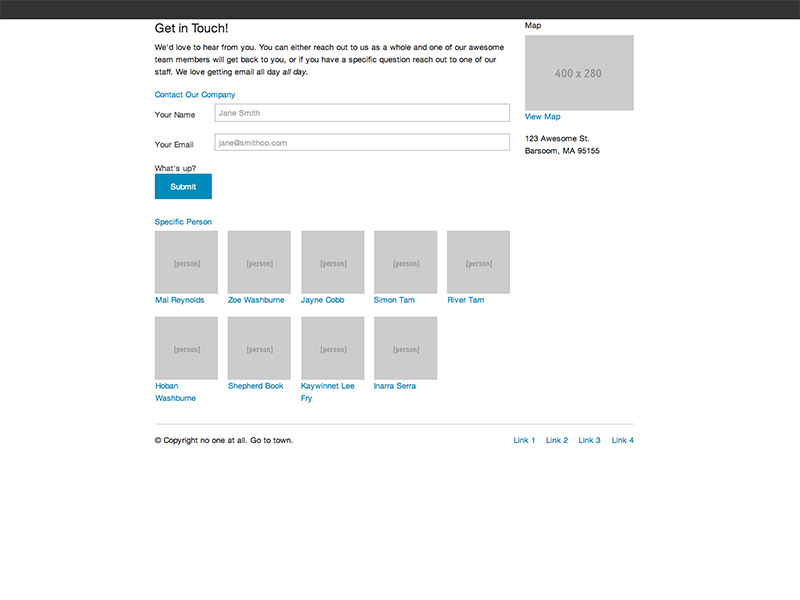 Get in Touch!
We'd love to hear from you. You can either reach out to us as a whole and one of our awesome
team members will get back to you, or if you have a specific question reach out to one of our
staff. We love getting email all day all day.
Contact Our Company
Your Name
Jane Smith
Your Email
jane@smithco.com
What's up?
Submit
Specific Person
[person]
[person]
[person]
[person]
[person]
Mal Reynolds
Zoe Washburne
Jayne Cobb
Simon Tam
River Tam
[person]
[person]
[person]
[person]
Hoban
Washburne
Shepherd Book
Kaywinnet Lee
Fry
Inarra Serra
Map
400 x 280
View Map
123 Awesome St.
Barsoom, MA 95155
© Copyright no one at all. Go to town.
Link 1
Link 2
Link 3
Link 4